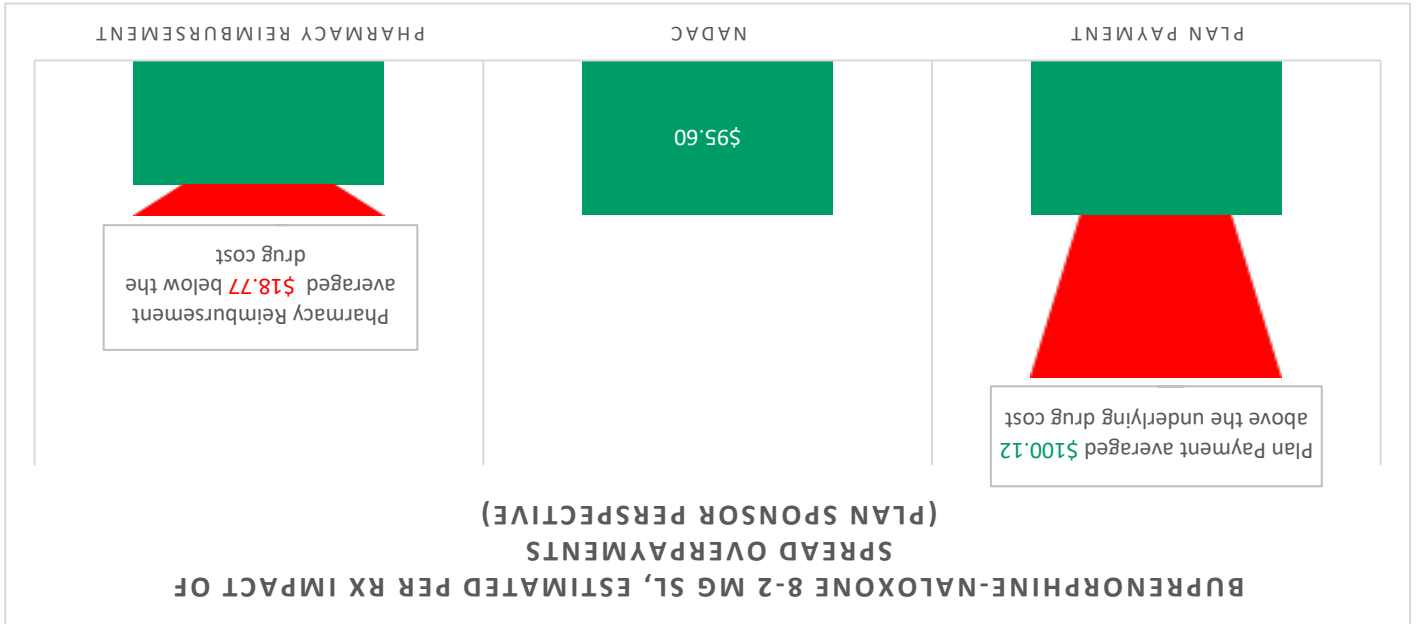 BUPRENORPHINE-NALOXONE 8-2 MG SL, ESTIMATED PER RX IMPACT OF
SPREAD OVERPAYMENTS
(PLAN SPONSOR PERSPECTIVE)
Plan Payment averaged $100.12
above the underlying drug cost
Pharmacy Reimbursement
averaged $18.77 below the
drug cost
$95.60
PLAN PAYMENT
NADAC
PHARMACY REIMBURSEMENT